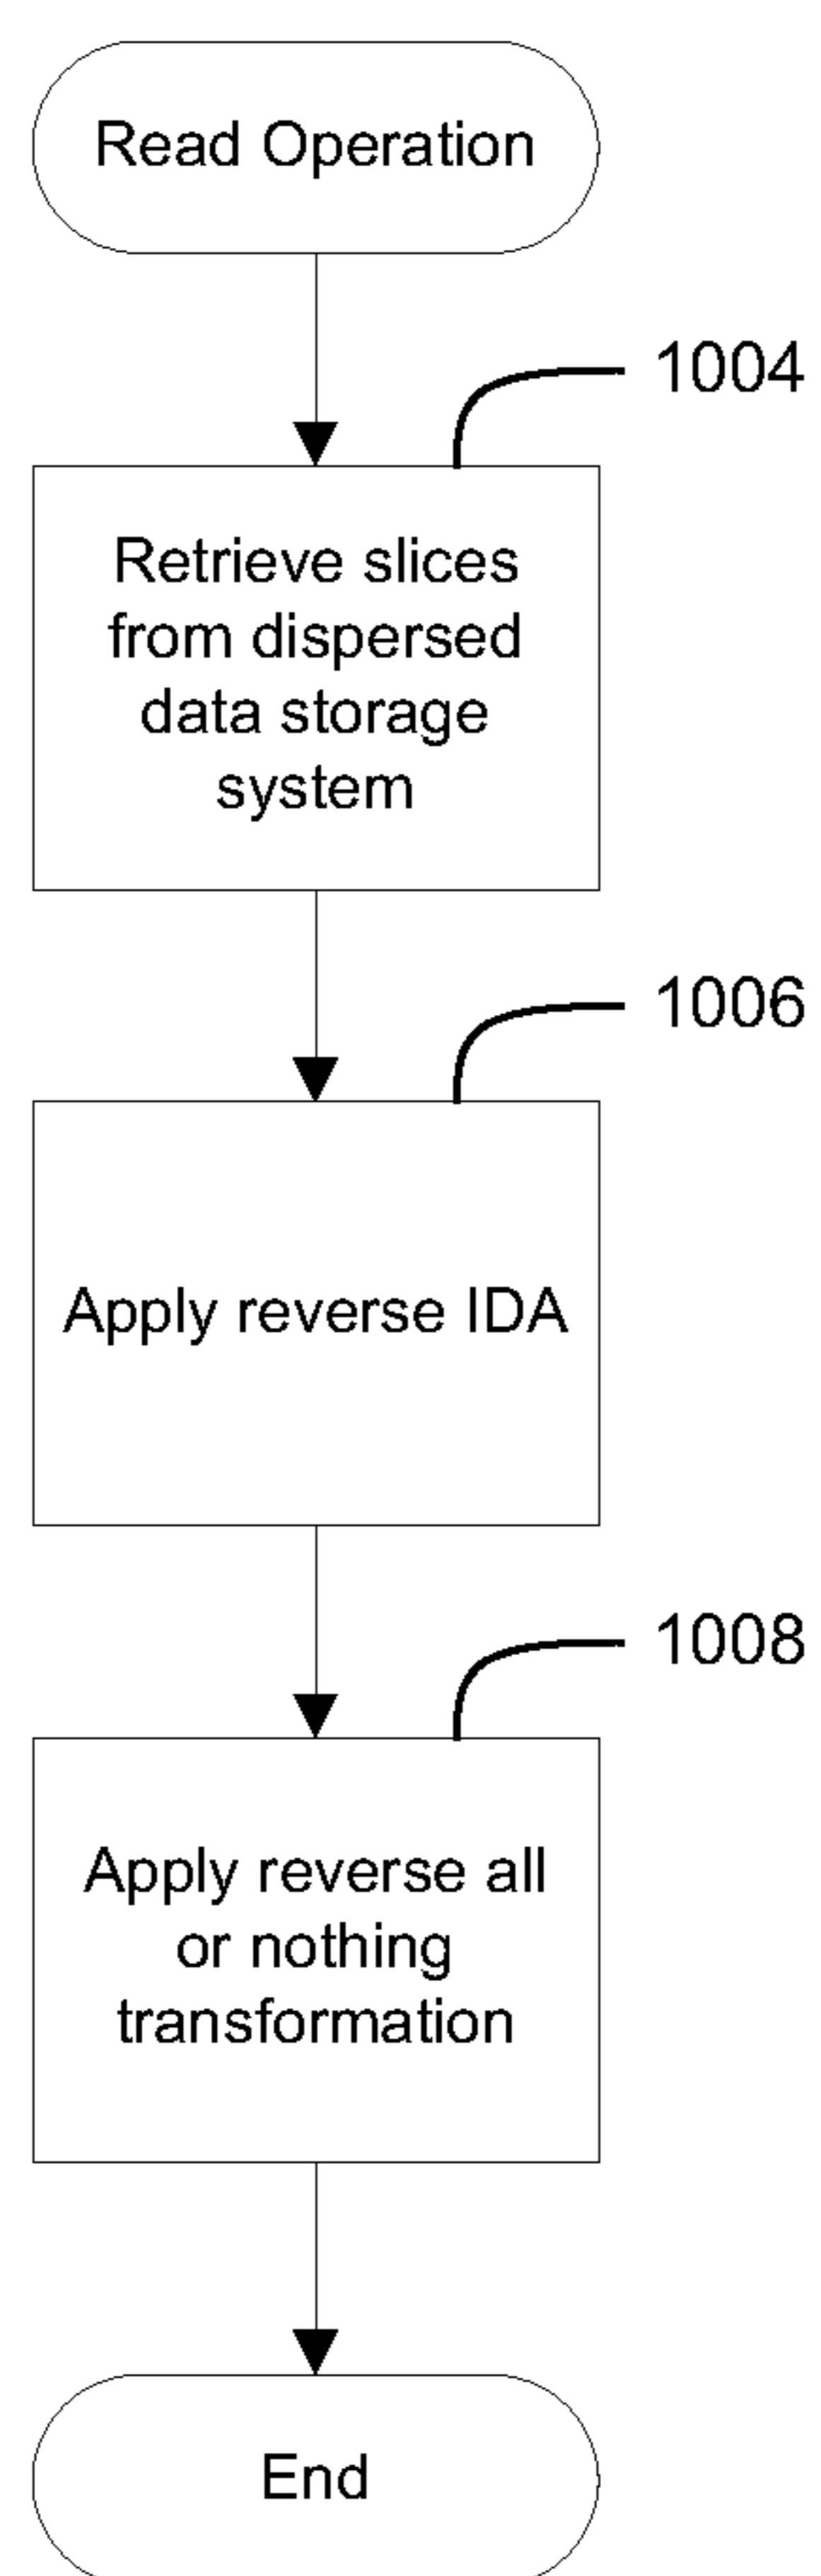 Read Operation
1004
Retrieve slices
from dispersed
data storage
system
1006
Apply reverse IDA
1008
Apply reverse all
or nothing
transformation
End